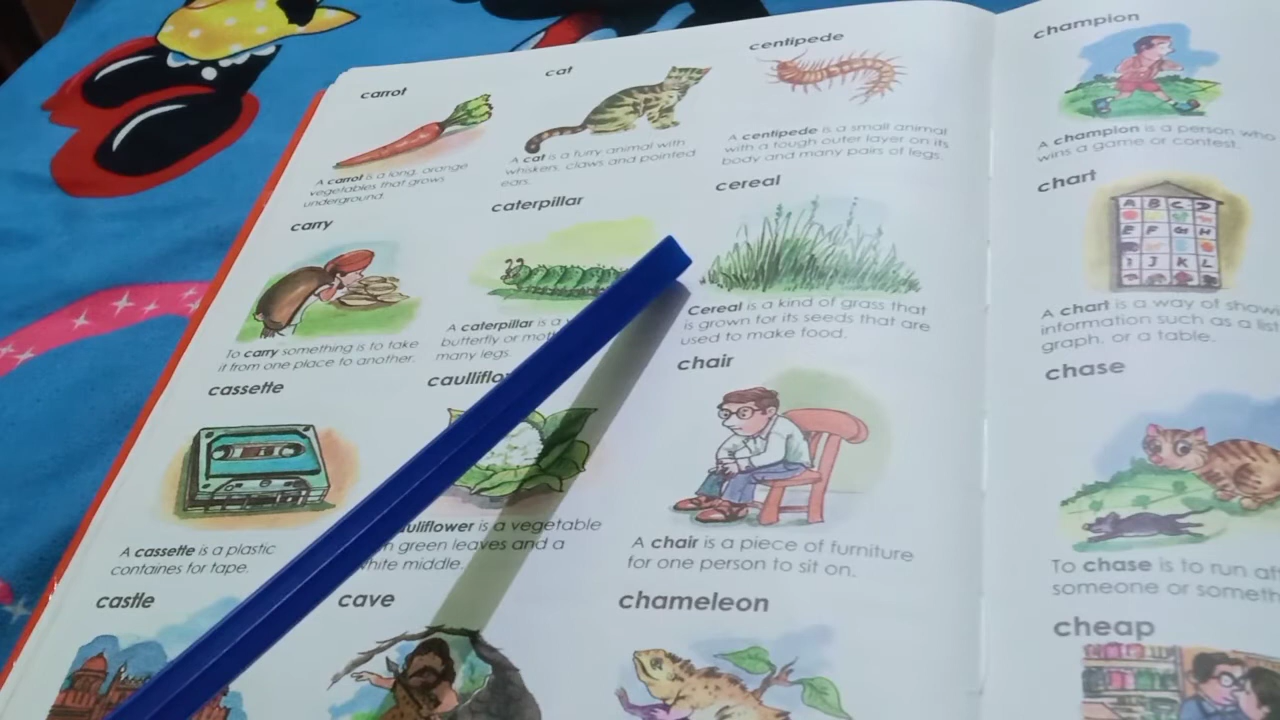 carrot
A carrot is a long, orange
vegetables that grows
underground.
carry
To carry something is to take
it from one place to another.
cassette
A cassette is a plastic
containes for tape.
castle
cat
A cat is a furry animal with
whiskers, claws and pointed
ears.
caterpillar
A caterpillar is a
butterfly or
many legs.
is a vegetable
green leaves and a
middle.
cave
centipede
A centipede is a small animal
with a tough outer layer on its
body and many pairs of legs.
cereal
Cereal is a kind of grass that
is grown for its seeds that are
used to make food.
chair
A chair is a piece of furniture
for one person to sit on.
chameleon
champion
A champion is a person who
wins a game or contest.
chart
A B C D
E F G H
I J K L
A chart is a way of
information such as a list
graph, or a table.
chase
To chase is to run
someone or
cheap